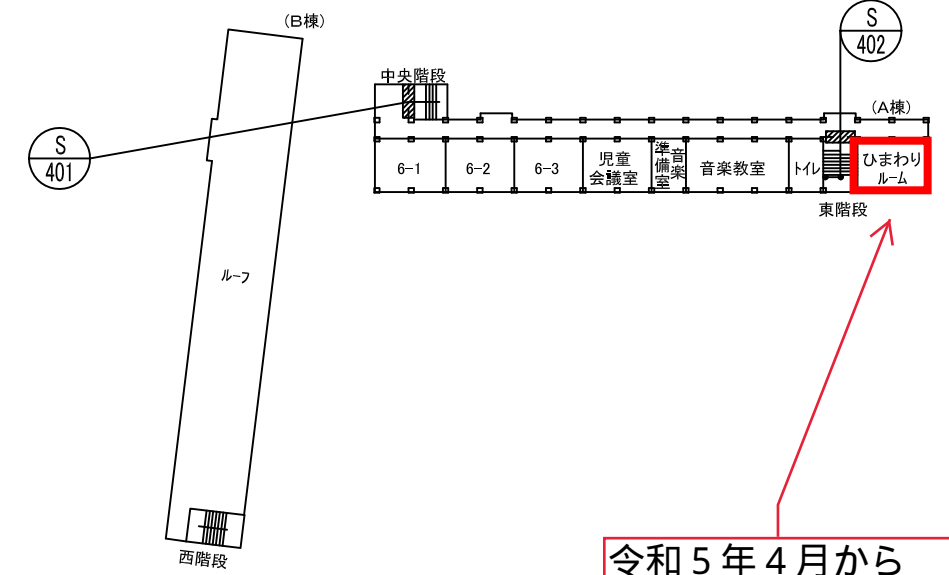 (B棟)
S
402
中央階段
(A棟)
S
401
6-1
6-2
6-3
児童
会議室
音楽
準備室
音楽教室
トイレ
ひまわり
ルーム
東階段
ルーフ
西階段
令和５年４月から